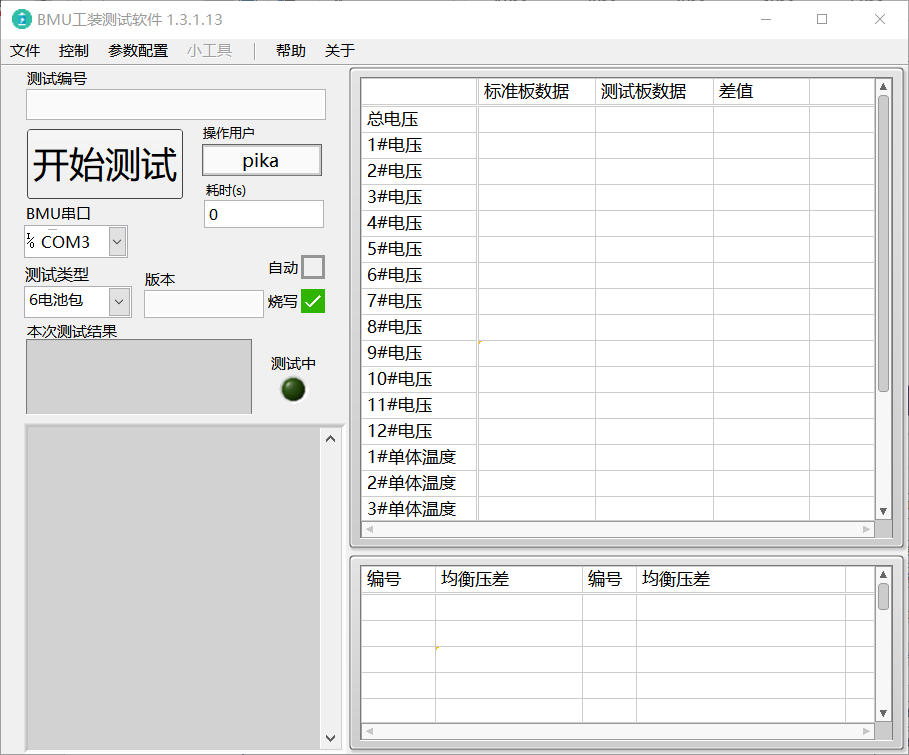 BMU工装测试软件 1.3.1.13
文件 控制 参数配置 小工具 帮助 关于
测试编号
开始测试
操作用户
pika
耗时(s)
0
BMU串口
COM3
测试类型
6电池包
版本
自动
烧写
本次测试结果
测试中
标准板数据 测试板数据 差值
总电压
1#电压
2#电压
3#电压
4#电压
5#电压
6#电压
7#电压
8#电压
9#电压
10#电压
11#电压
12#电压
1#单体温度
2#单体温度
3#单体温度
编号 均衡压差 编号 均衡压差